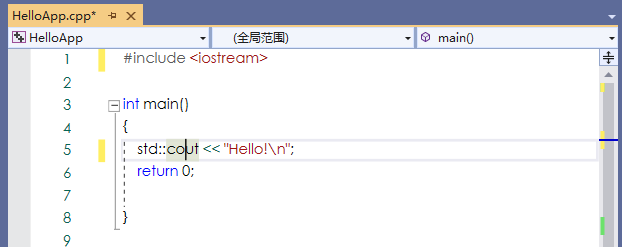 HelloApp.cpp*
HelloApp (全局范围) main()
1 #include <iostream>
2
3 int main()
4 {
5 std::cout << "Hello!\n";
6 return 0;
7
8 }
9